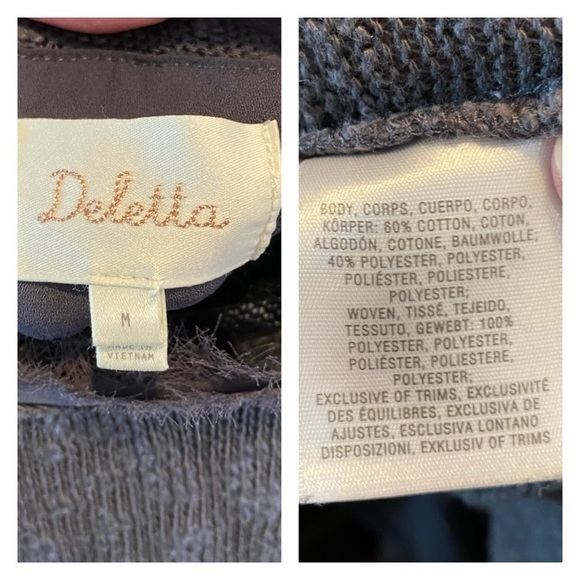 Deletta
M
MADE IN
VIETNAM
BODY, CORPS, CUERPO, CORPO,
KÖRPER: 60% COTTON, COTON,
ALGODÓN, COTONE, BAUMWOLLE;
40% POLYESTER, POLYESTER,
POLIÉSTER, POLIESTERE,
POLYESTER;
WOVEN, TISSÉ, TEJEIDO,
TESSUTO, GEWEBT: 100%
POLYESTER, POLYESTER,
POLIÉSTER, POLIESTERE,
POLYESTER;
EXCLUSIVE OF TRIMS, EXCLUSIVITÉ
DES ÉQUILIBRES, EXCLUSIVA DE
AJUSTES, ESCLUSIVA LONTANO
DISPOSIZIONI, EXKLUSIV OF TRIMS